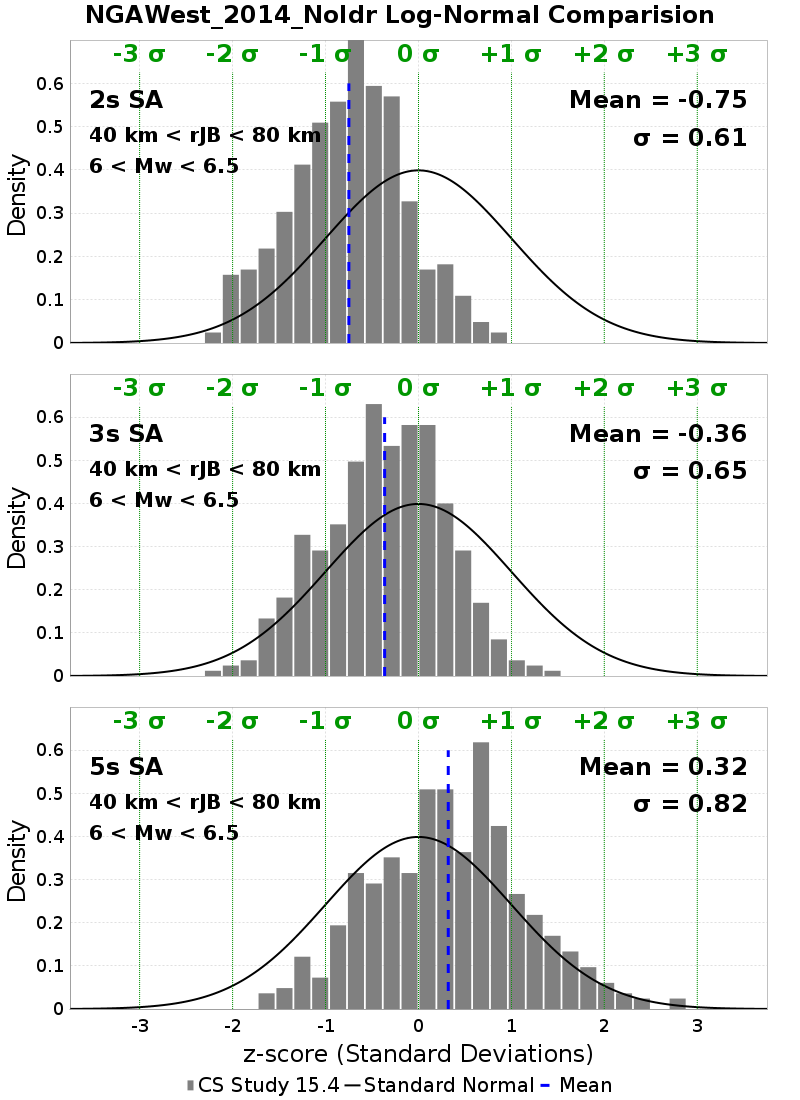 NGAWest_2014_NoIdr Log-Normal Comparision
-3 σ -2 σ -1 σ 0 σ +1 σ +2 σ +3 σ
0.6
2s SA Mean = -0.75
0.5
40 km < rJB < 80 km σ = 0.61
6 < Mw < 6.5
0.4
0.3
0.2
0.1
0
Density
-3 σ -2 σ -1 σ 0 σ +1 σ +2 σ +3 σ
0.6
3s SA Mean = -0.36
0.5
40 km < rJB < 80 km σ = 0.65
6 < Mw < 6.5
0.4
0.3
0.2
0.1
0
Density
-3 σ -2 σ -1 σ 0 σ +1 σ +2 σ +3 σ
0.6
5s SA Mean = 0.32
0.5
40 km < rJB < 80 km σ = 0.82
6 < Mw < 6.5
0.4
0.3
0.2
0.1
0
Density
-3 -2 -1 0 1 2 3
z-score (Standard Deviations)
CS Study 15.4 Standard Normal Mean